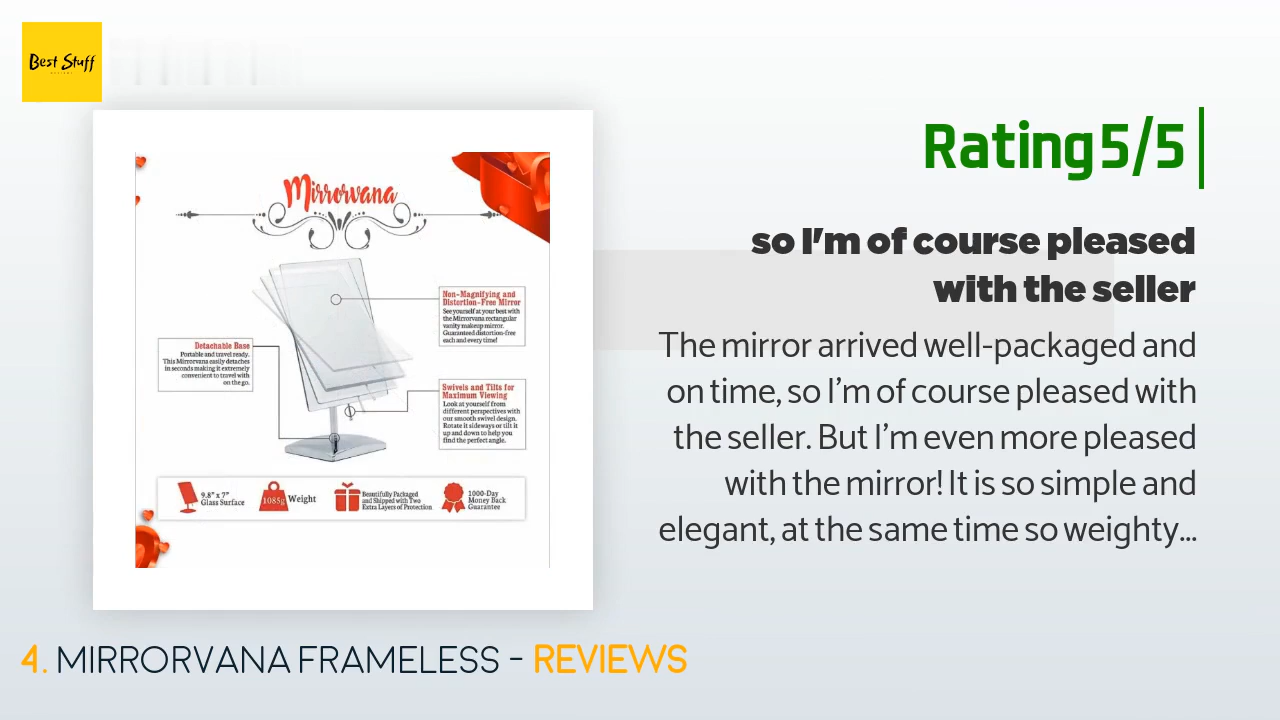 Best Stuff
Rating 5/5
so I'm of course pleased
with the seller
The mirror arrived well-packaged and
on time, so I'm of course pleased with
the seller. But I'm even more pleased
with the mirror! It is so simple and
elegant, at the same time so weighty...
Mirrorvana
Non-Magnifying and
Distortion-Free Mirror
See yourself at your best with
the Mirrorvana rectangular
vanity makeup mirror.
Guaranteed distortion-free
each and every time!
Detachable Base
Portable and travel ready.
This Mirrorvana easily detaches
in seconds making it extremely
convenient to travel with
on the go.
Swivels and Tilts for
Maximum Viewing
Look at yourself from
different perspectives with
our smooth swivel design.
Rotate it sideways or tilt it
up and down to help you
find the perfect angle.
9.8" x 7"
Glass Surface
1085g Weight
Beautifully Packaged
and Shipped with Two
Extra Layers of Protection
1000-Day
Money Back
Guarantee
4. MIRRORVANA FRAMELESS - REVIEWS